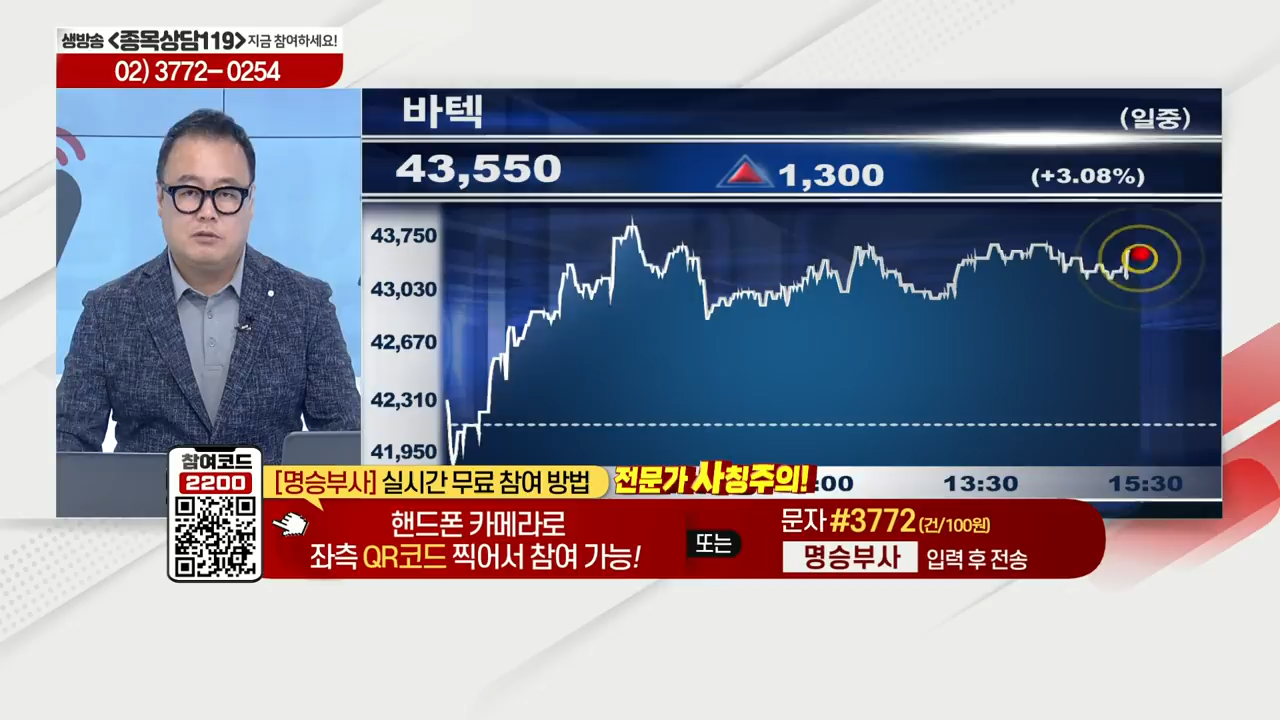 생방송 <종목상담119> 지금 참여하세요!
02) 3772-0254
바텍
(일중)
43,550
1,300
(+3.08%)
43,750
43,030
42,670
42,310
41,950
:00
13:30
15:30
참여코드
2200
[명승부사] 실시간 무료 참여 방법
전문가 사칭주의!
핸드폰 카메라로
좌측 QR코드 찍어서 참여 가능!
또는
문자 #3772 (건/100원)
명승부사 입력 후 전송